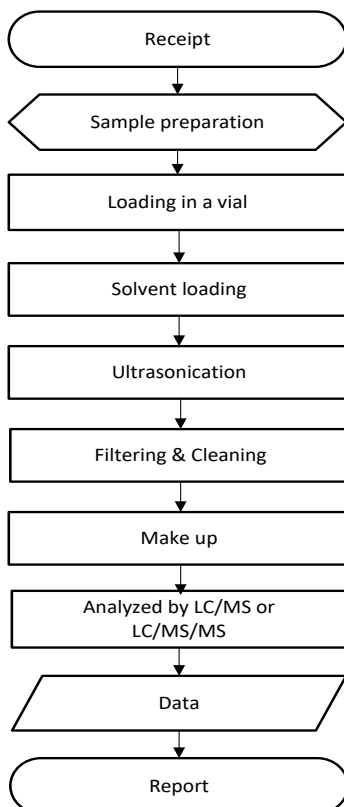 Receipt
Sample preparation
Loading in a vial
Solvent loading
Ultrasonication
Filtering & Cleaning
Make up
Analyzed by LC/MS or
LC/MS/MS
Data
Report